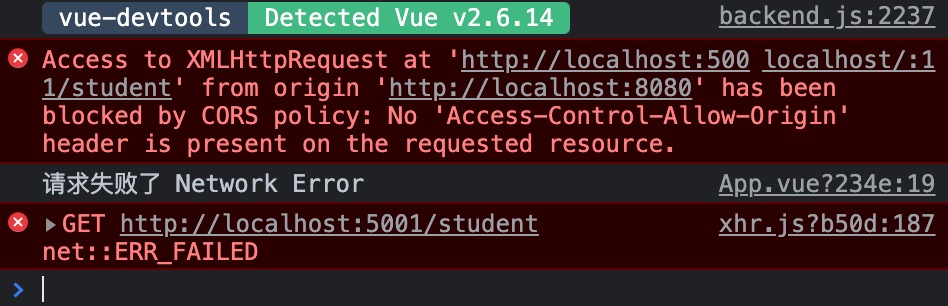 vue-devtools Detected Vue v2.6.14 backend.js:2237
Access to XMLHttpRequest at 'http://localhost:500 localhost/:1
1/student' from origin 'http://localhost:8080' has been
blocked by CORS policy: No 'Access-Control-Allow-Origin'
header is present on the requested resource.
请求失败了 Network Error App.vue?234e:19
GET http://localhost:5001/student xhr.js?b50d:187
net::ERR_FAILED